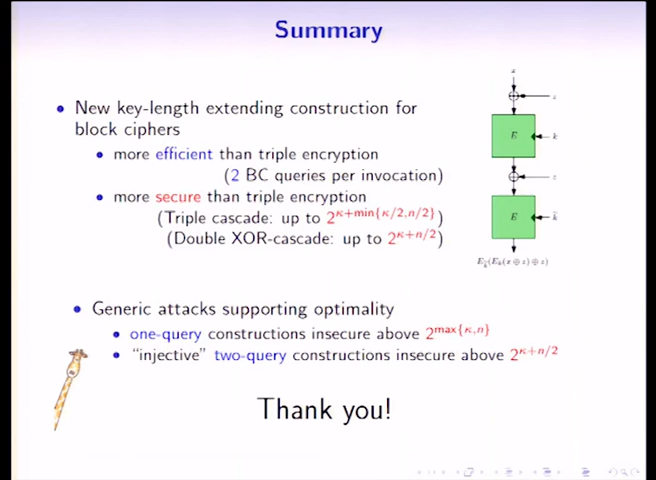 Summary
• New key-length extending construction for
block ciphers
• more efficient than triple encryption
(2 BC queries per invocation)
• more secure than triple encryption
(Triple cascade: up to 2^{κ+min{κ/2,n/2}})
(Double XOR-cascade: up to 2^{κ+n/2})
x
z
E
k
z
E
k̃
E_{k̃}(E_k(x ⊕ z) ⊕ z)
• Generic attacks supporting optimality
• one-query constructions insecure above 2^{max{κ,n}}
• “injective” two-query constructions insecure above 2^{κ+n/2}
Thank you!